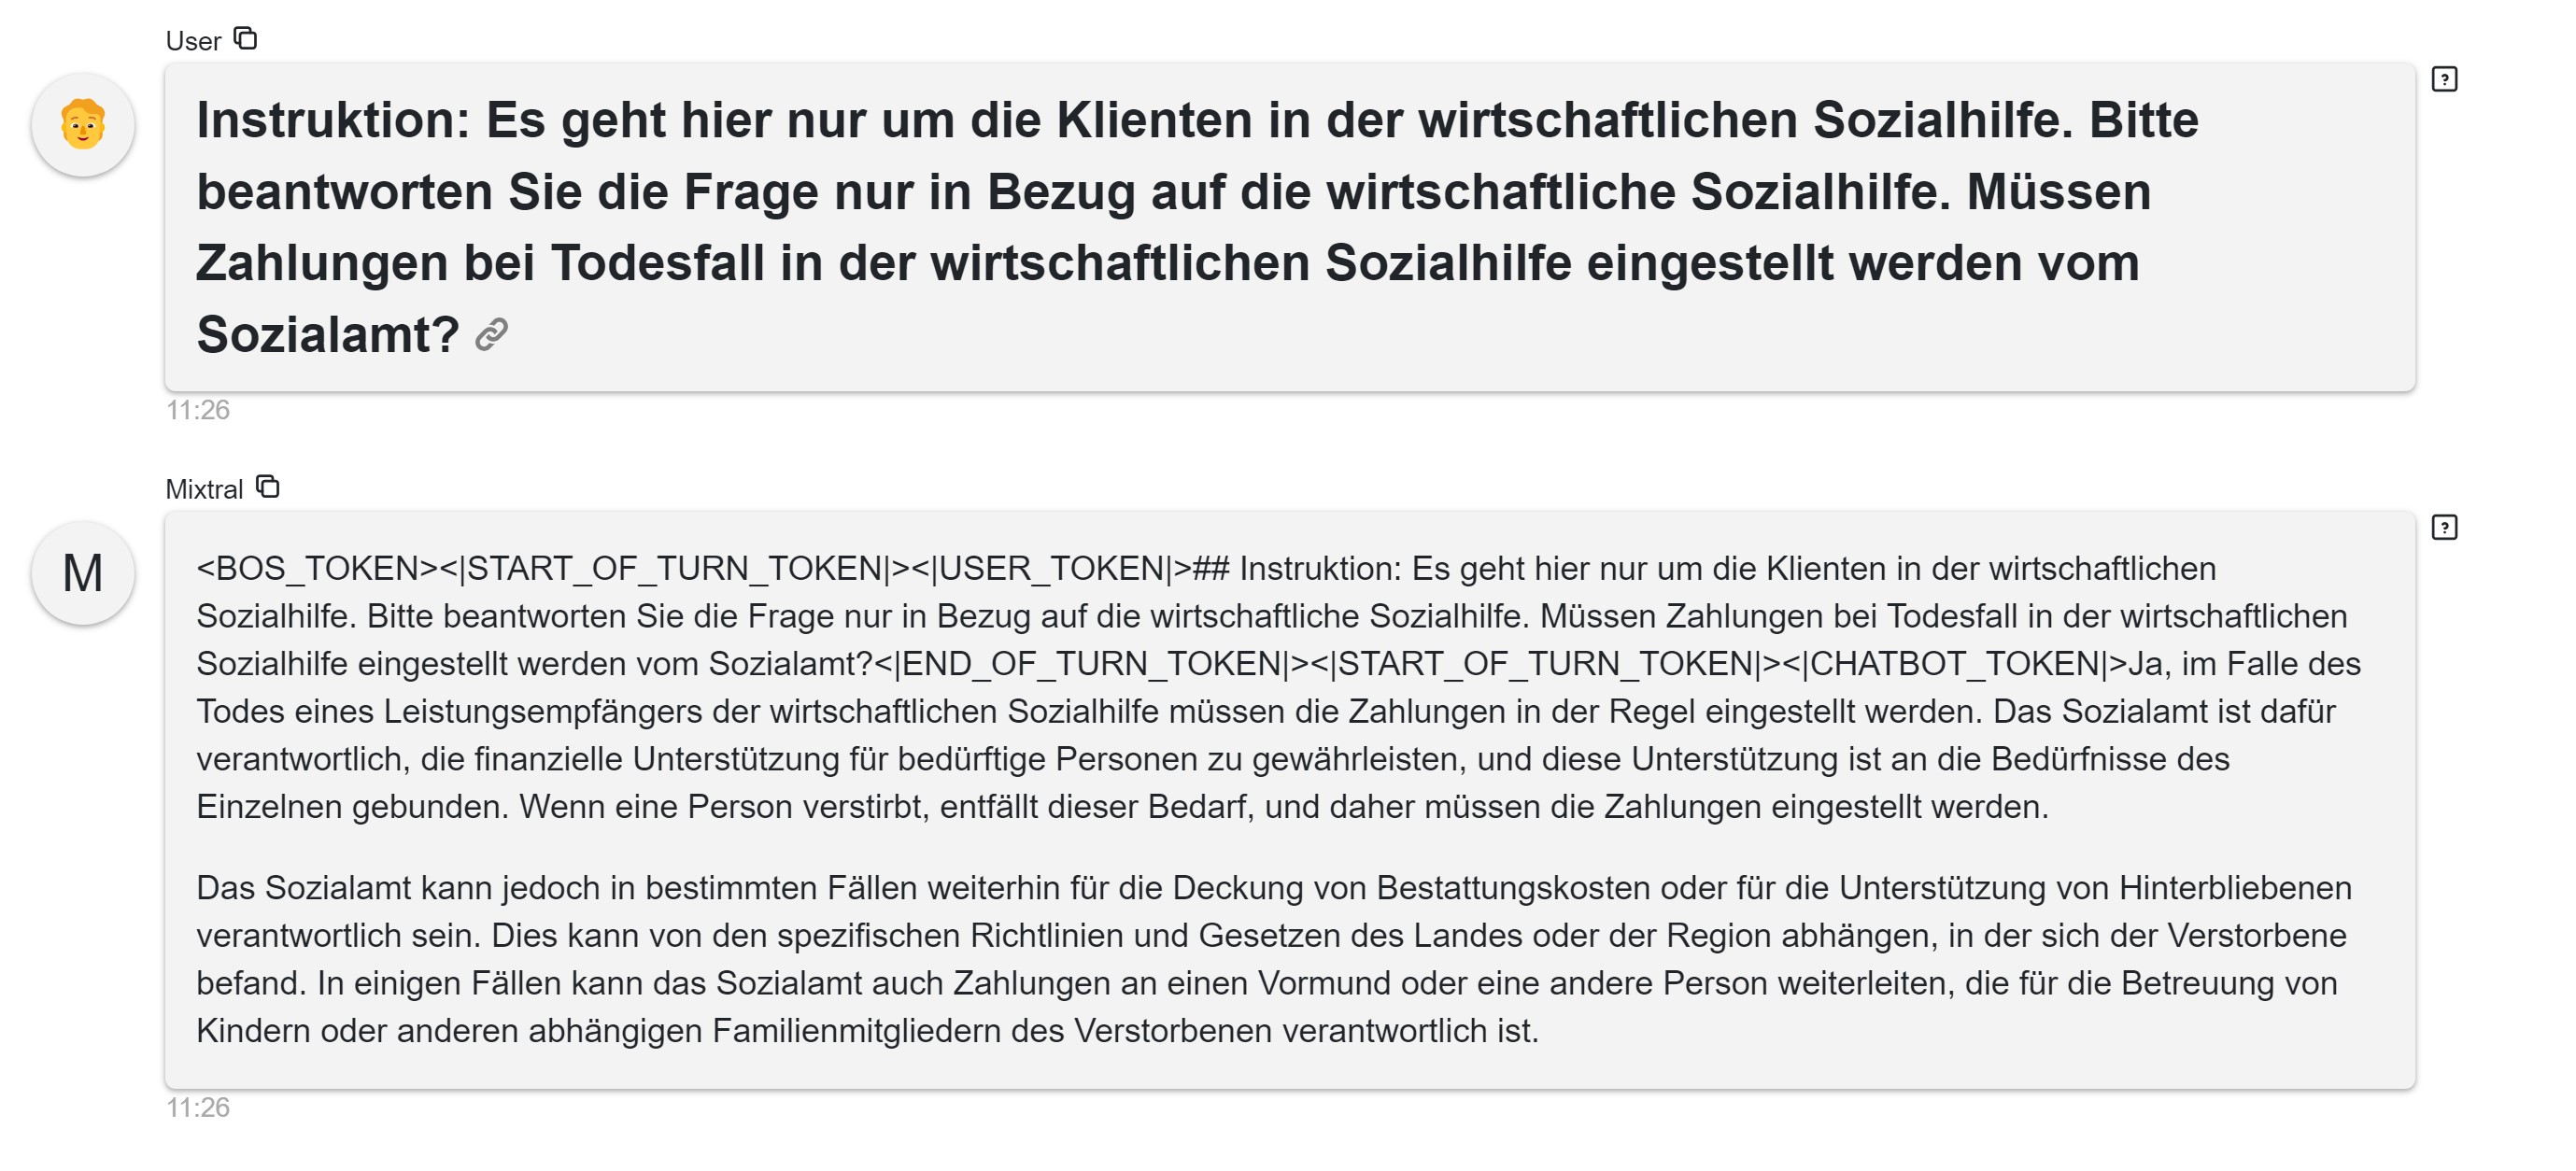 User
Instruktion: Es geht hier nur um die Klienten in der wirtschaftlichen Sozialhilfe. Bitte
beantworten Sie die Frage nur in Bezug auf die wirtschaftliche Sozialhilfe. Müssen
Zahlungen bei Todesfall in der wirtschaftlichen Sozialhilfe eingestellt werden vom
Sozialamt?
11:26
Mixtral
M
<BOS_TOKEN><|START_OF_TURN_TOKEN|><|USER_TOKEN|>## Instruktion: Es geht hier nur um die Klienten in der wirtschaftlichen
Sozialhilfe. Bitte beantworten Sie die Frage nur in Bezug auf die wirtschaftliche Sozialhilfe. Müssen Zahlungen bei Todesfall in der wirtschaftlichen
Sozialhilfe eingestellt werden vom Sozialamt?<|END_OF_TURN_TOKEN|><|START_OF_TURN_TOKEN|><|CHATBOT_TOKEN|>Ja, im Falle des
Todes eines Leistungsempfängers der wirtschaftlichen Sozialhilfe müssen die Zahlungen in der Regel eingestellt werden. Das Sozialamt ist dafür
verantwortlich, die finanzielle Unterstützung für bedürftige Personen zu gewährleisten, und diese Unterstützung ist an die Bedürfnisse des
Einzelnen gebunden. Wenn eine Person verstirbt, entfällt dieser Bedarf, und daher müssen die Zahlungen eingestellt werden.
Das Sozialamt kann jedoch in bestimmten Fällen weiterhin für die Deckung von Bestattungskosten oder für die Unterstützung von Hinterbliebenen
verantwortlich sein. Dies kann von den spezifischen Richtlinien und Gesetzen des Landes oder der Region abhängen, in der sich der Verstorbene
befand. In einigen Fällen kann das Sozialamt auch Zahlungen an einen Vormund oder eine andere Person weiterleiten, die für die Betreuung von
Kindern oder anderen abhängigen Familienmitgliedern des Verstorbenen verantwortlich ist.
11:26